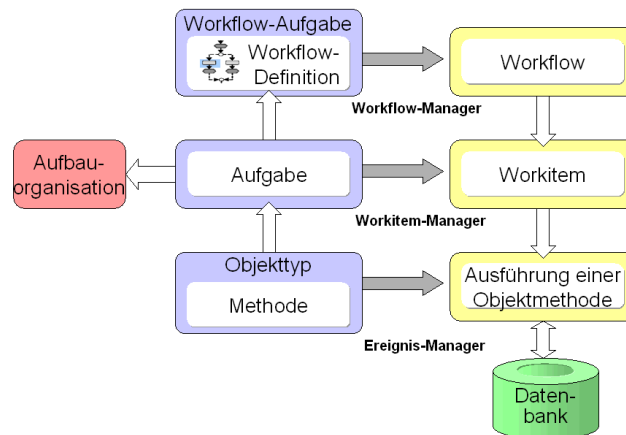 Workflow-Aufgabe
Workflow-
Definition
Workflow
Workflow-Manager
Aufbau-
organisation
Aufgabe
Workitem
Workitem-Manager
Objekttyp
Methode
Ausführung einer
Objektmethode
Ereignis-Manager
Daten-
bank